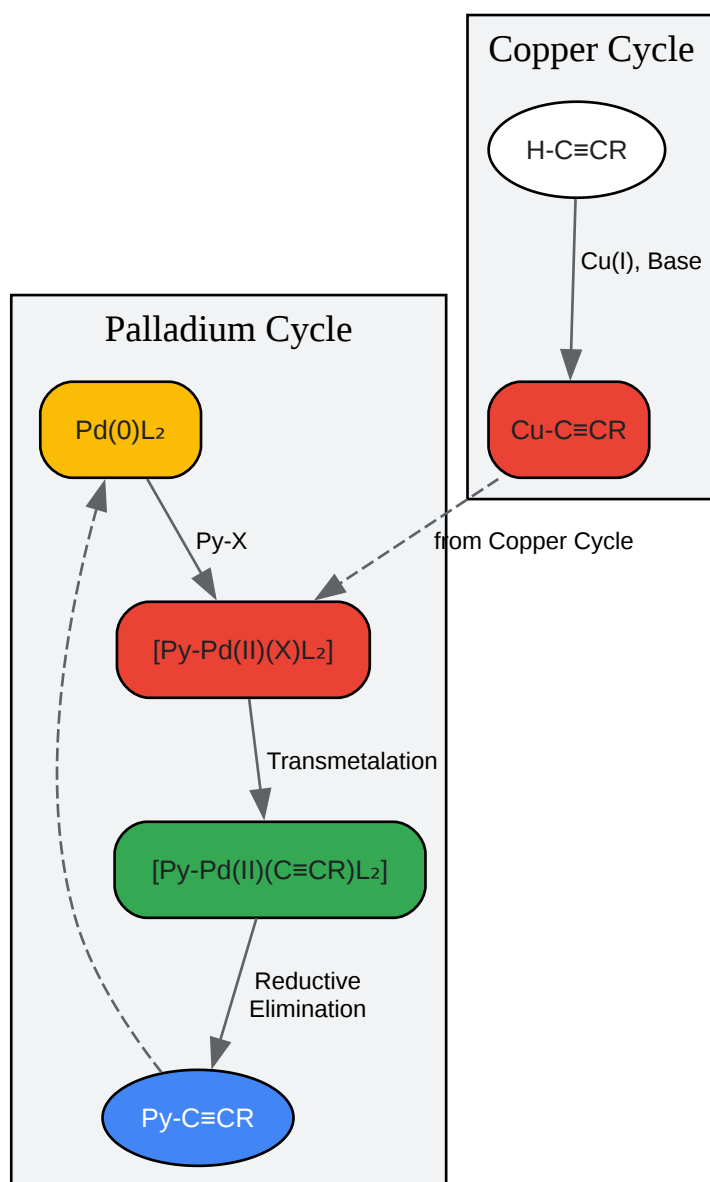 Copper Cycle
H-C≡CR
Cu(I), Base
Palladium Cycle
Pd(0)L₂
Cu-C≡CR
Py-X
from Copper Cycle
[Py-Pd(II)(X)L₂]
Transmetalation
[Py-Pd(II)(C≡CR)L₂]
Reductive
Elimination
Py-C≡CR